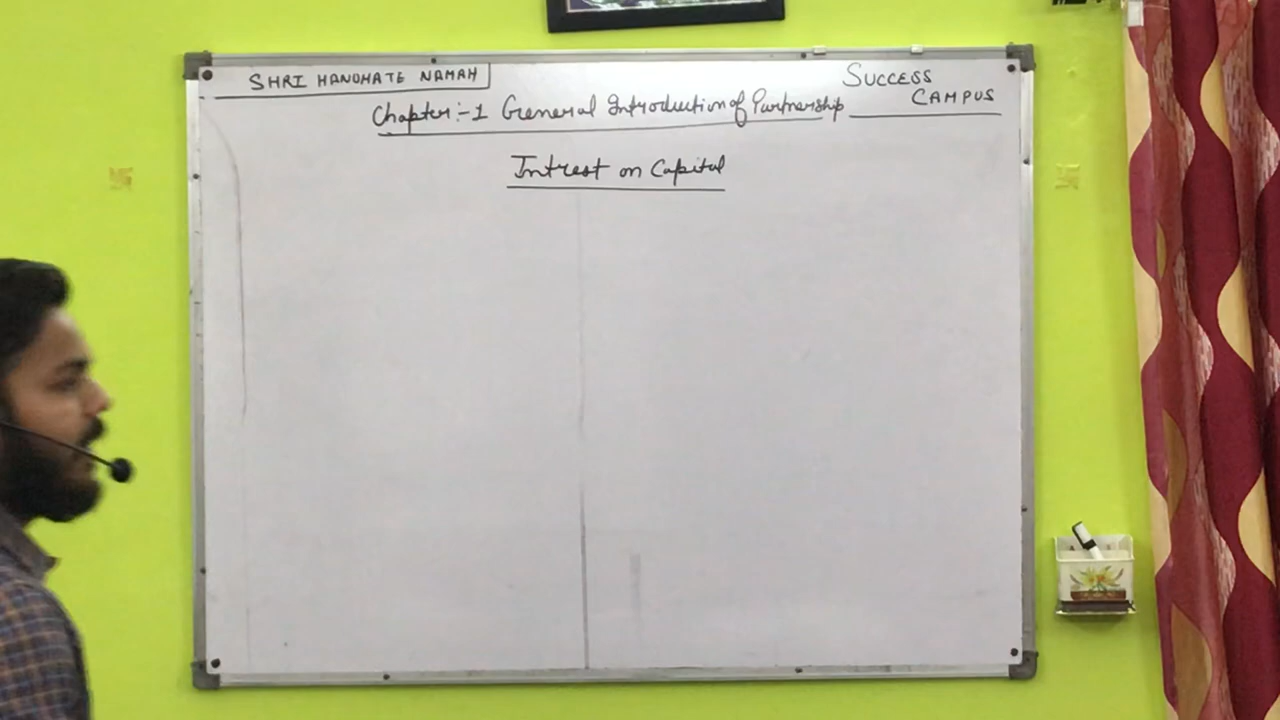 SHRI HANUMATE NAMAH
SUCCESS
CAMPUS
Chapter:-1 General Introduction of Partnership
Intrest on Capital